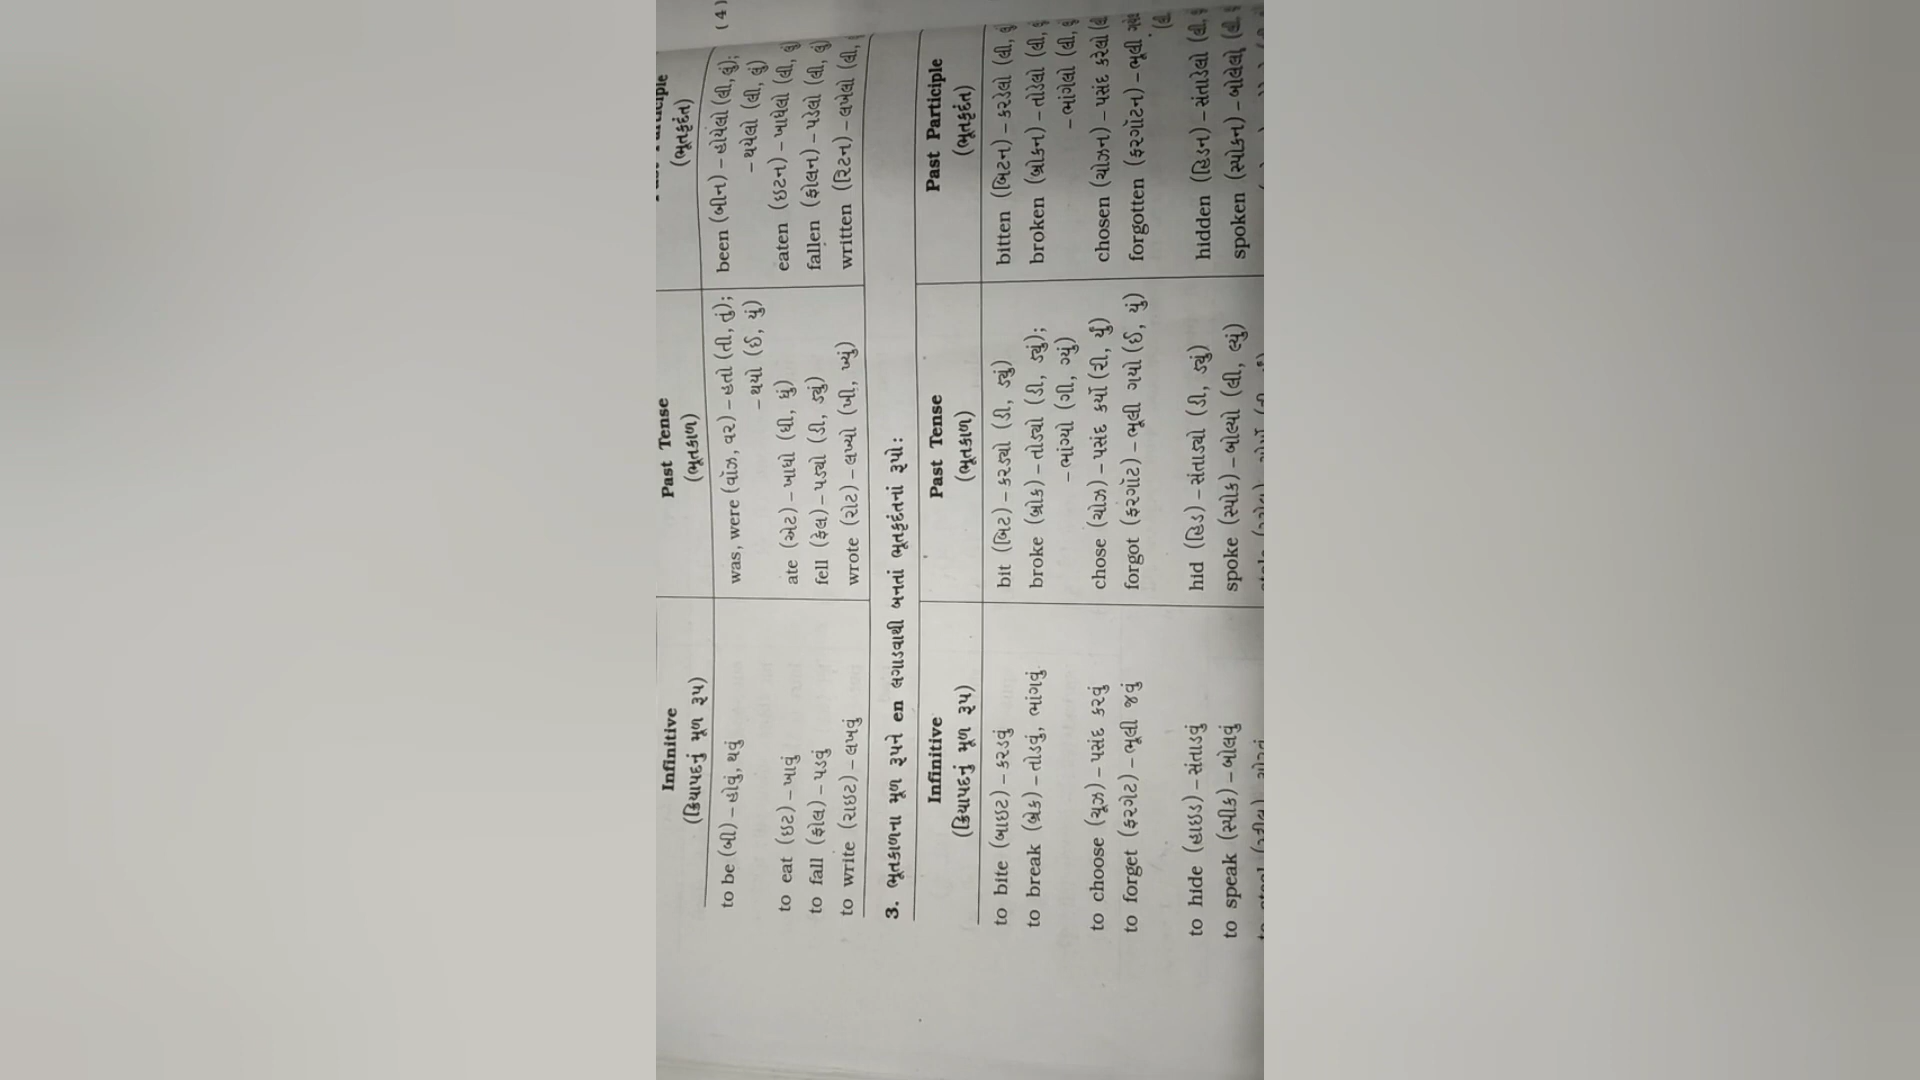 (4)
Infinitive Past Tense Participle
(ક્રિયાપદનું મૂળ રૂપ) (ભૂતકાળ) (ભૂતકૃદંત)
to be (બી) – હોવું, થવું was, were (વૉઝ, વર) – હતો (તી, તું); been (બીન) – હોયેલો (લી, લું);
– થયો (ઈ, યું) – થયેલો (લી, લું)
to eat (ઇટ) – ખાવું ate (એટ) – ખાધો (ધી, ધું) eaten (ઇટન) – ખાધેલો (લી, લું)
to fall (ફોલ) – પડવું fell (ફેલ) – પડ્યો (ડી, ડ્યું) fallen (ફોલન) – પડેલો (લી, લું)
to write (રાઇટ) – લખવું wrote (રોટ) – લખ્યો (ખી, ખ્યું) written (રિટન) – લખેલો (લી,
3. ભૂતકાળના મૂળ રૂપને en લગાડવાથી બનતાં ભૂતકૃદંતનાં રૂપો:
Infinitive Past Tense Past Participle
(ક્રિયાપદનું મૂળ રૂપ) (ભૂતકાળ) (ભૂતકૃદંત)
to bite (બાઇટ) – કરડવું bit (બિટ) – કરડ્યો (ડી, ડ્યું) bitten (બિટન) – કરડેલો (લી,
to break (બ્રેક) – તોડવું, ભાંગવું broke (બ્રોક) – તોડ્યો (ડી, ડ્યું); broken (બ્રોકન) – તોડેલો (લી,
– ભાંગ્યો (ગી, ગ્યું) – ભાંગેલો (લી,
to choose (ચૂઝ) – પસંદ કરવું chose (ચોઝ) – પસંદ કર્યો (રી, ર્યું) chosen (ચોઝન) – પસંદ કરેલો
to forget (ફરગેટ) – ભૂલી જવું forgot (ફરગૉટ) – ભૂલી ગયો (ઈ, યું) forgotten (ફરગૉટન) – ભૂલી
to hide (હાઇડ) – સંતાડવું hid (હિડ) – સંતાડ્યો (ડી, ડ્યું) hidden (હિડન) – સંતાડેલો (લી,
to speak (સ્પીક) – બોલવું spoke (સ્પોક) – બોલ્યો (લી, લ્યું) spoken (સ્પોકન) – બોલેલો (લી,